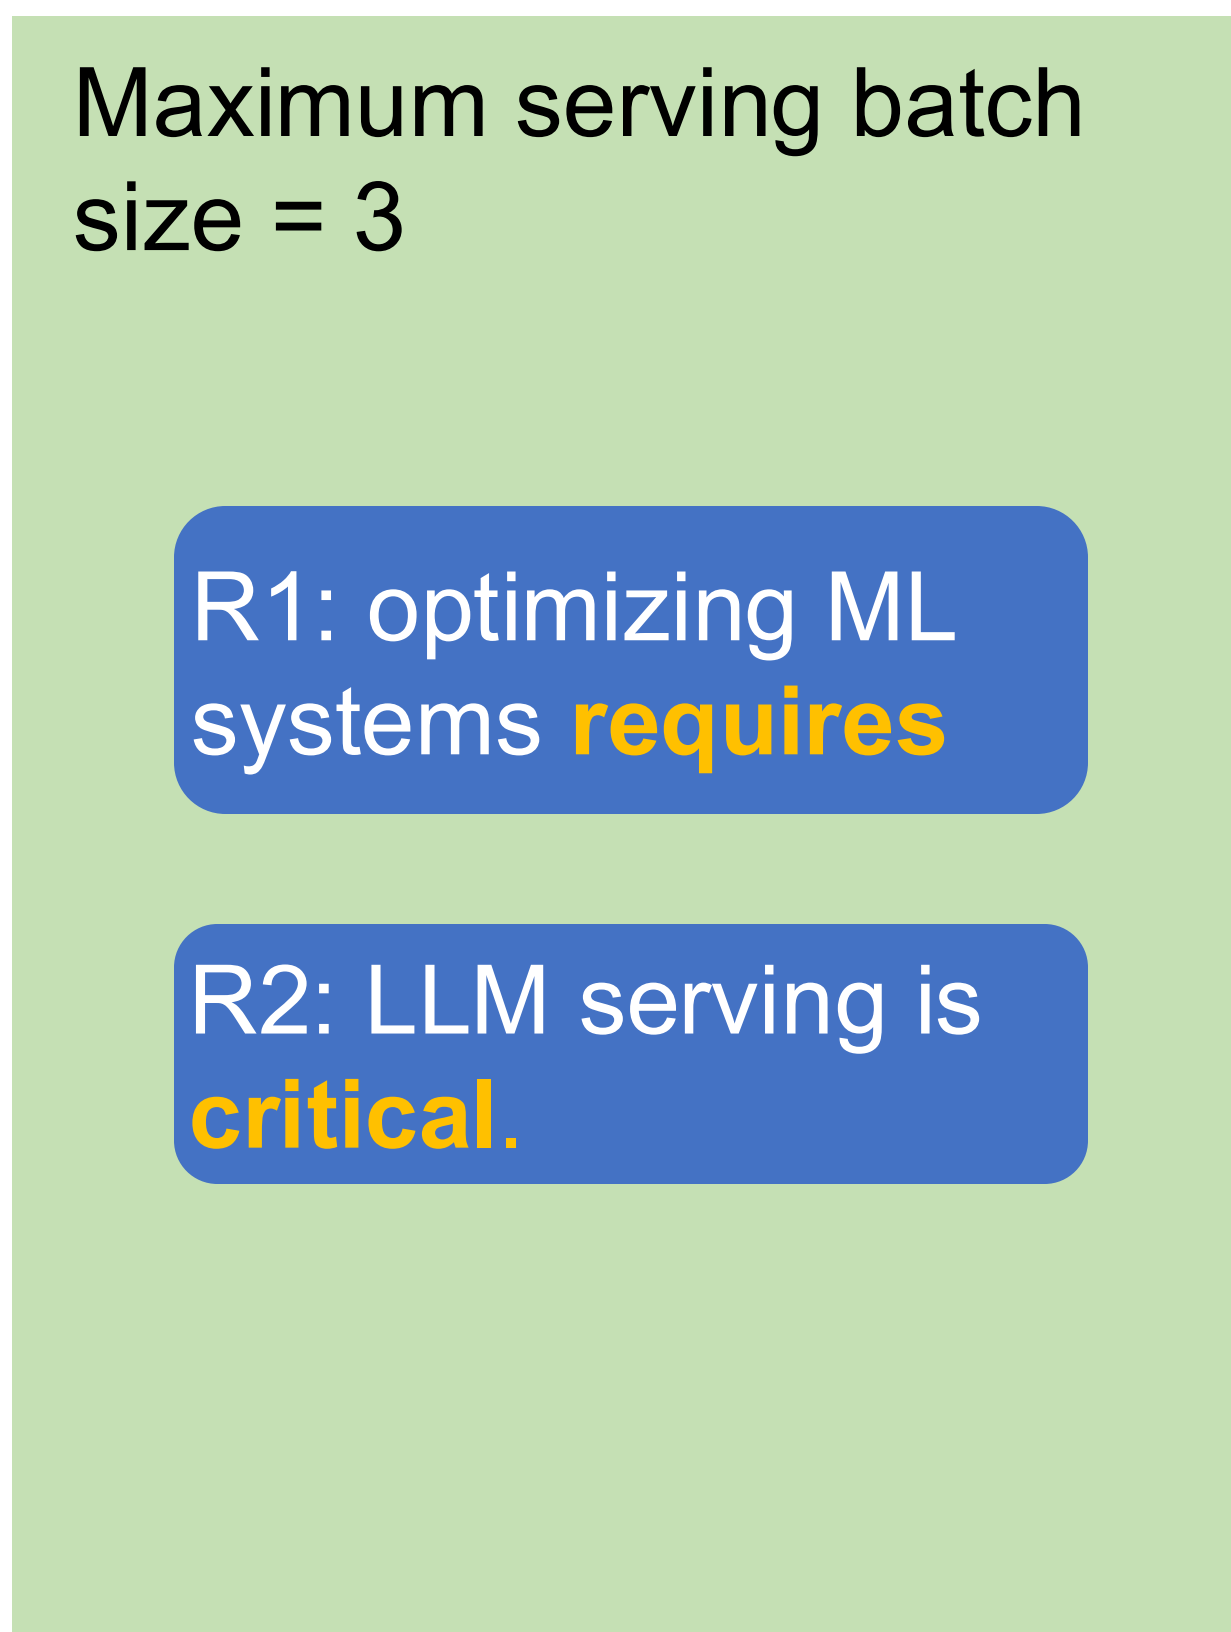 Maximum serving batch
size = 3
R1: optimizing ML
systems requires
R2: LLM serving is
critical.